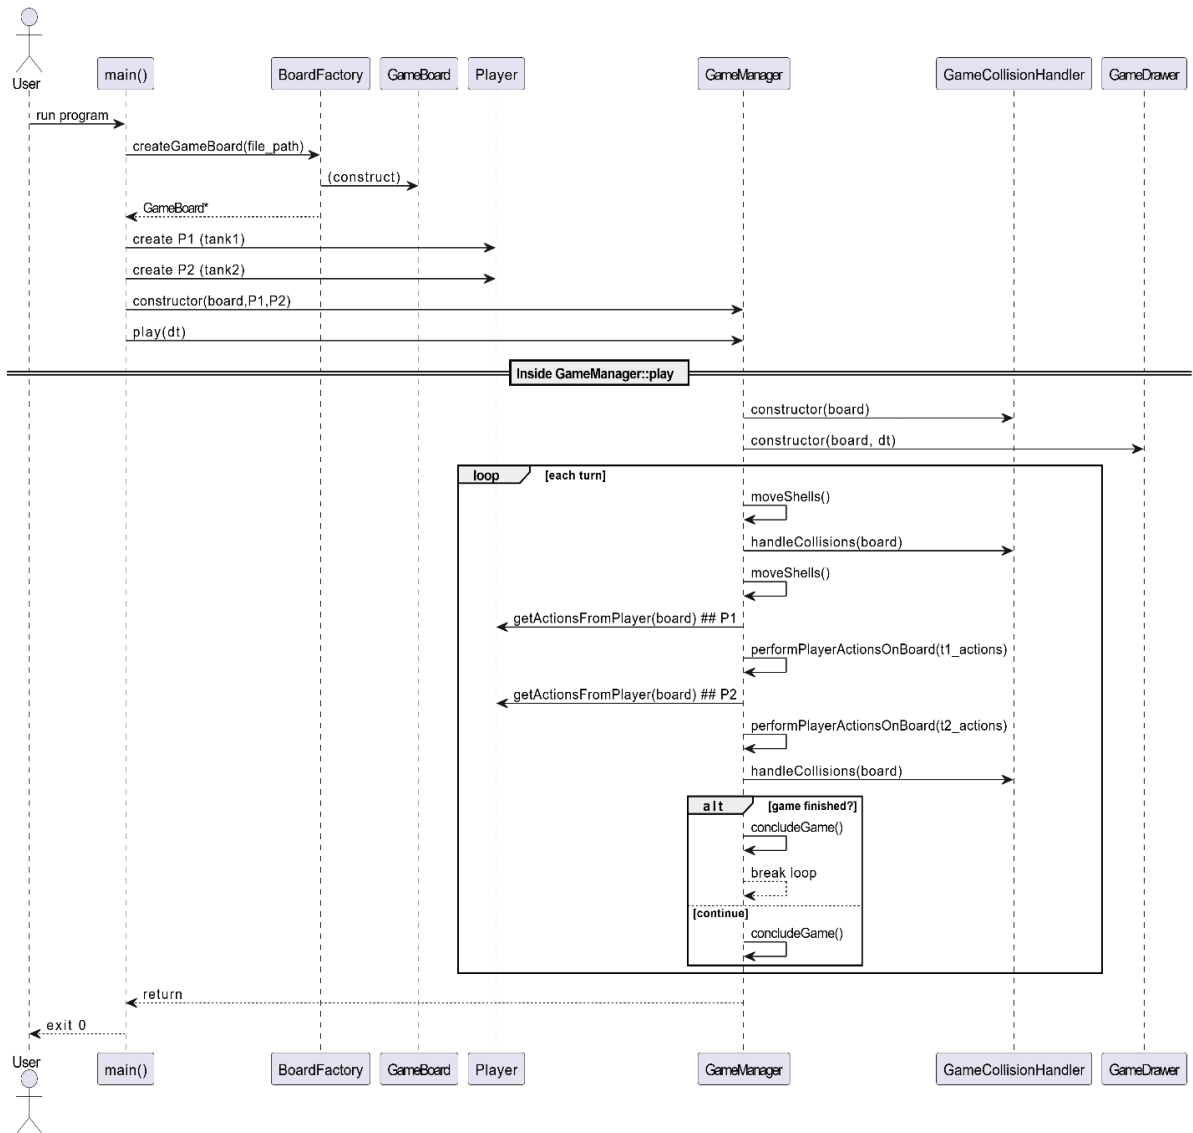 User
main()
BoardFactory
GameBoard
Player
GameManager
GameCollisionHandler
GameDrawer
run program
createGameBoard(file_path)
(construct)
GameBoard*
create P1 (tank1)
create P2 (tank2)
constructor(board,P1,P2)
play(dt)
Inside GameManager::play
constructor(board)
constructor(board, dt)
loop
[each turn]
moveShells()
handleCollisions(board)
moveShells()
getActionsFromPlayer(board) ## P1
performPlayerActionsOnBoard(t1_actions)
getActionsFromPlayer(board) ## P2
performPlayerActionsOnBoard(t2_actions)
handleCollisions(board)
alt
[game finished?]
concludeGame()
break loop
[continue]
concludeGame()
return
exit 0
User
main()
BoardFactory
GameBoard
Player
GameManager
GameCollisionHandler
GameDrawer